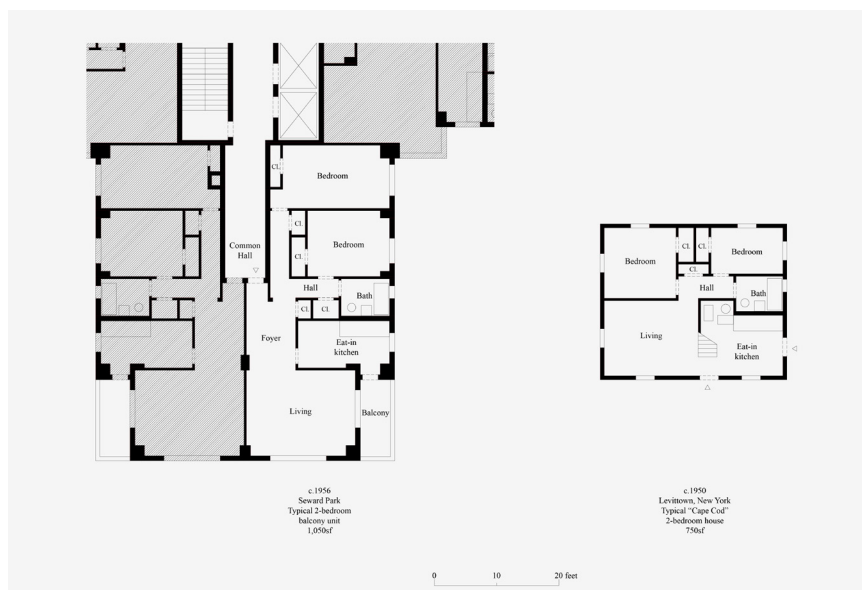 Cl.
Bedroom
Cl.
Bedroom
Common
Hall
Cl.
Hall
Bath
Cl.
Cl.
Foyer
Eat-in
kitchen
Living
Balcony
c.1956
Seward Park
Typical 2-bedroom
balcony unit
1,050sf
Cl.
Cl.
Bedroom
Bedroom
Cl.
Hall
Bath
Living
Eat-in
kitchen
c.1950
Levittown, New York
Typical “Cape Cod”
2-bedroom house
750sf
0 10 20 feet